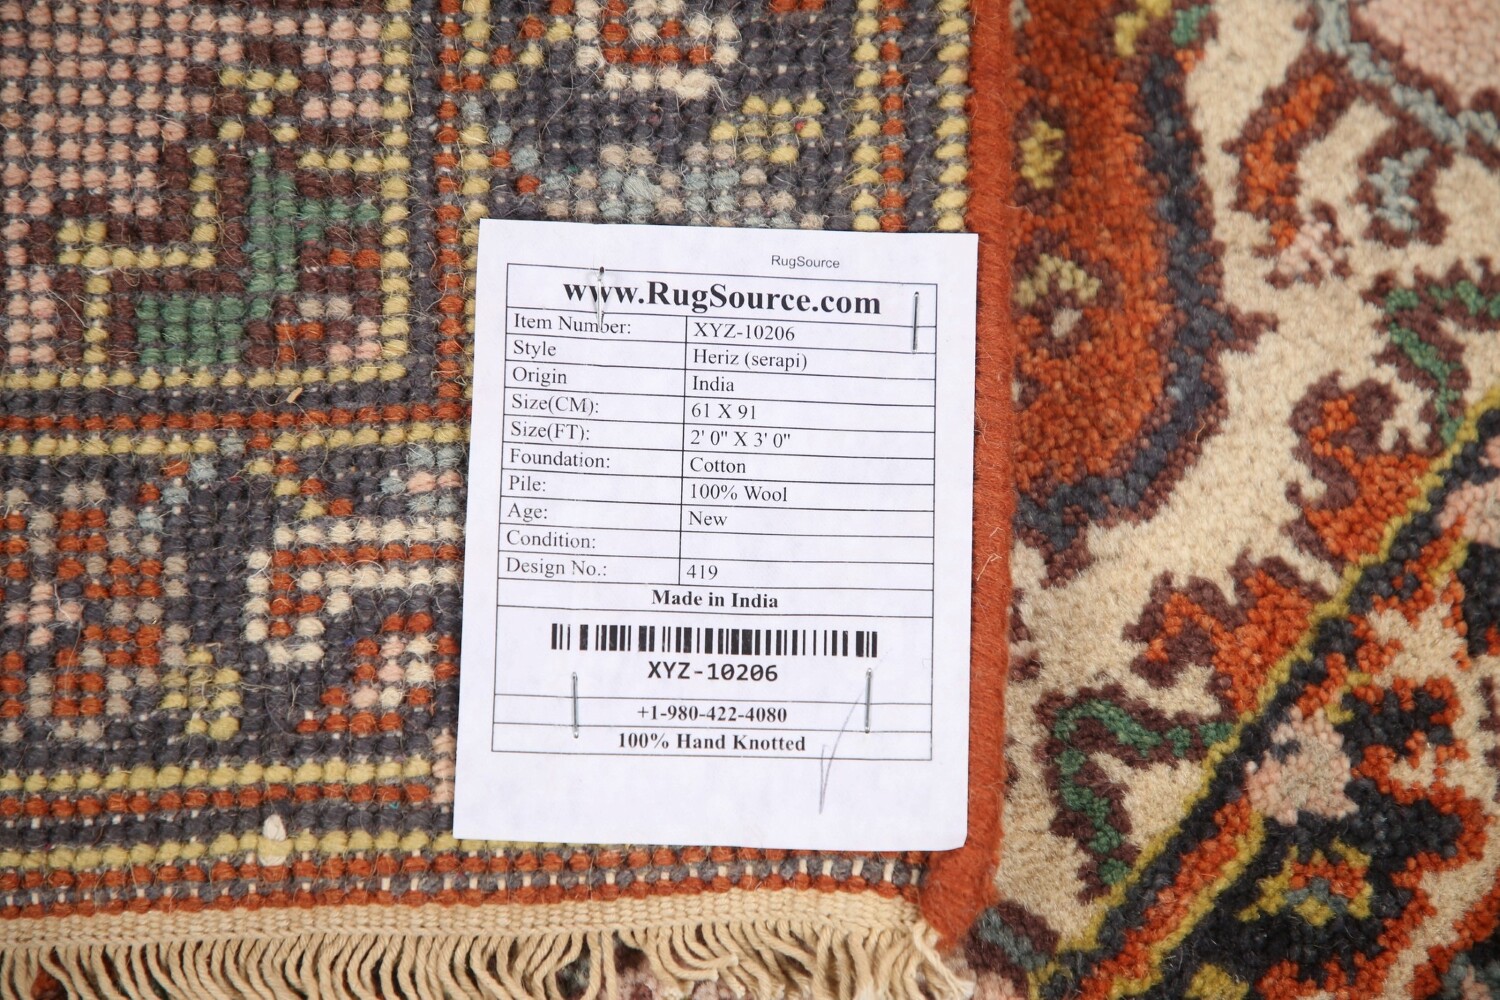 RugSource
www.RugSource.com
Item Number: XYZ-10206
Style Heriz (serapi)
Origin India
Size(CM): 61 X 91
Size(FT): 2' 0" X 3' 0"
Foundation: Cotton
Pile: 100% Wool
Age: New
Condition:
Design No.: 419
Made in India
XYZ-10206
+1-980-422-4080
100% Hand Knotted